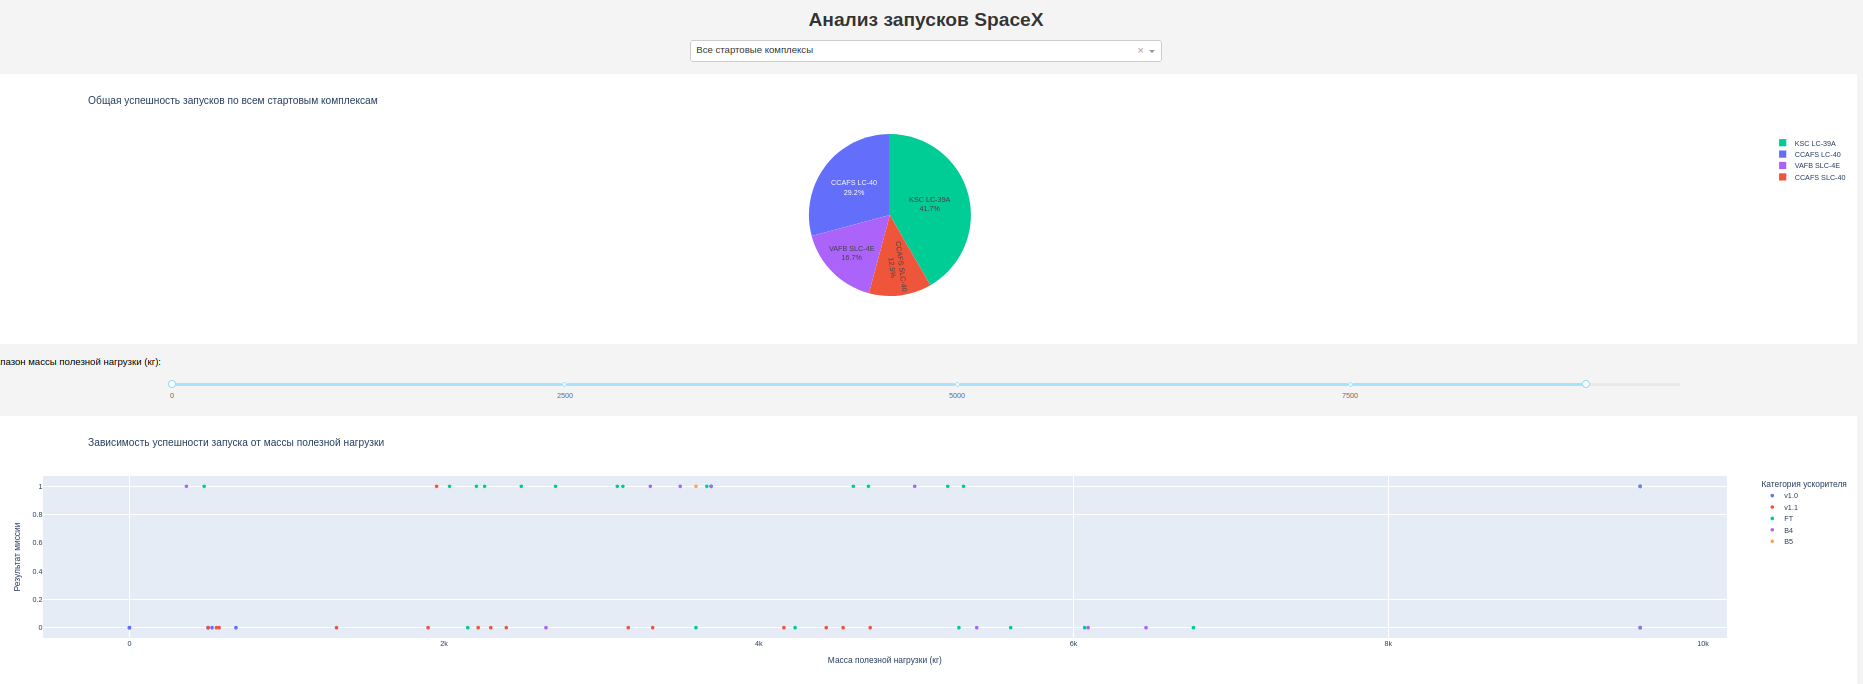 Анализ запусков SpaceX
Все стартовые комплексы
Общая успешность запусков по всем стартовым комплексам
CCAFS LC-40
29.2%
KSC LC-39A
41.7%
VAFB SLC-4E
16.7%
CCAFS SLC-40
12.5%
KSC LC-39A
CCAFS LC-40
VAFB SLC-4E
CCAFS SLC-40
пазон массы полезной нагрузки (кг):
0
2500
5000
7500
Зависимость успешности запуска от массы полезной нагрузки
Результат миссии
1
0.8
0.6
0.4
0.2
0
0
2k
4k
6k
8k
10k
Масса полезной нагрузки (кг)
Категория ускорителя
v1.0
v1.1
FT
B4
B5